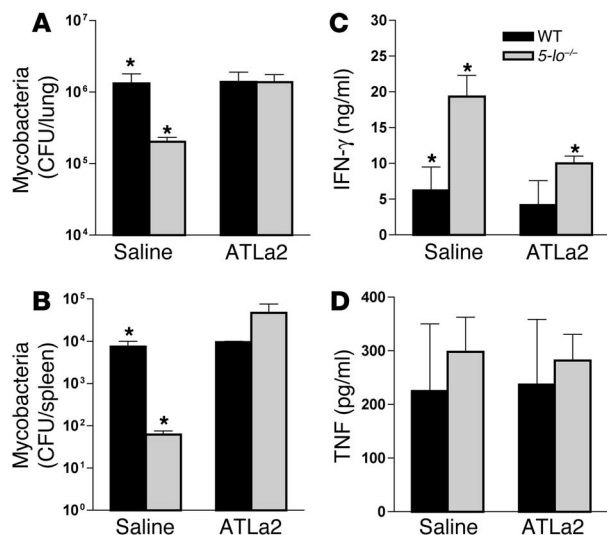 A
Mycobacteria
(CFU/lung)
10⁷
10⁶
10⁵
10⁴
* *
Saline ATLa2
C
WT
5-lo⁻/⁻
IFN-γ (ng/ml)
30
25
20
15
10
5
0
* * *
Saline ATLa2
B
Mycobacteria
(CFU/spleen)
10⁵
10⁴
10³
10²
10¹
10⁰
* *
Saline ATLa2
D
TNF (pg/ml)
400
300
200
100
0
Saline ATLa2